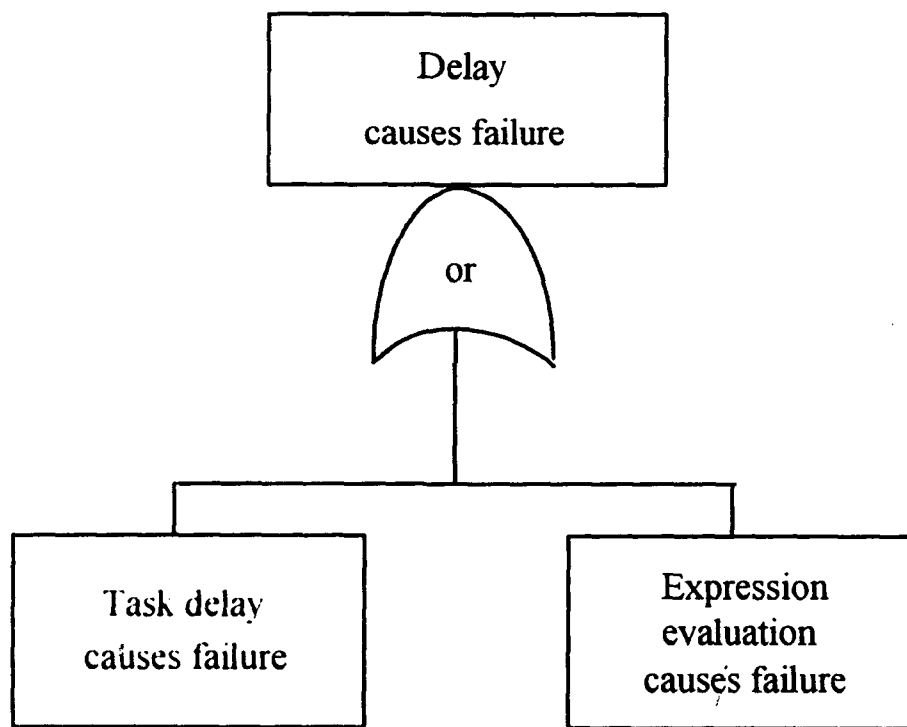 Delay
causes failure
or
Task delay
causes failure
Expression
evaluation
causes failure